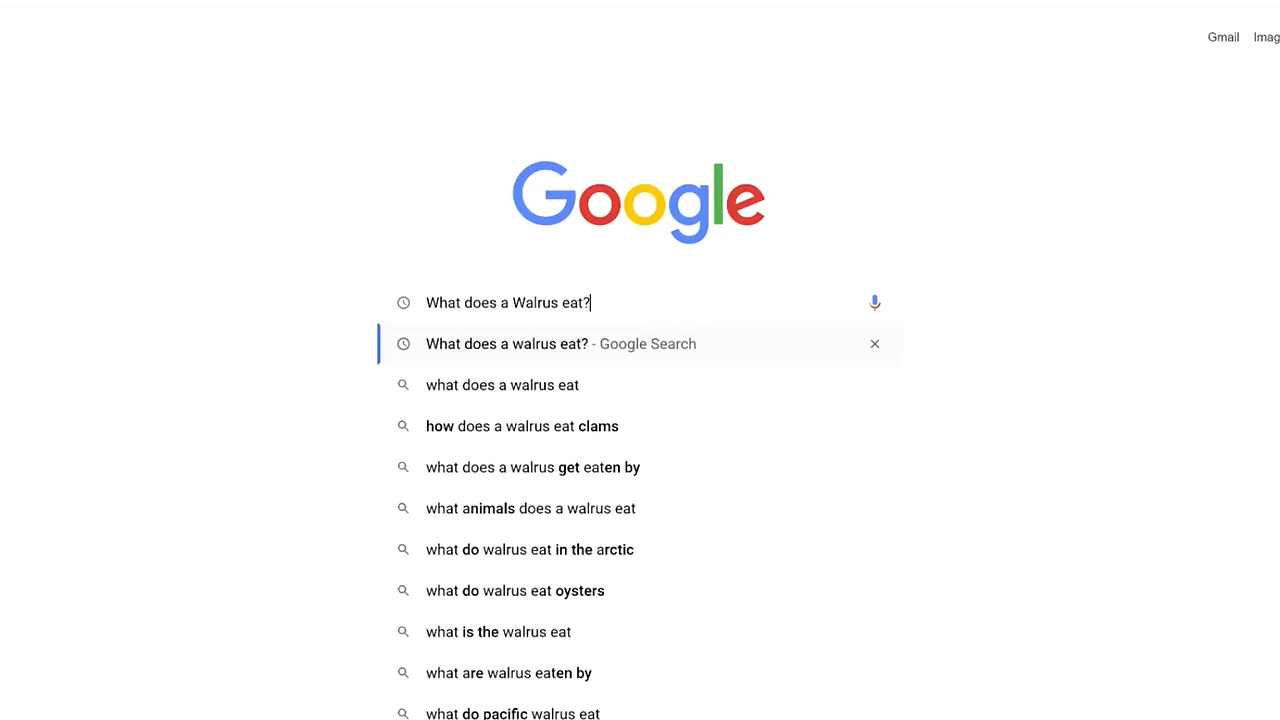 Gmail Imag
Google
What does a Walrus eat?
What does a walrus eat? - Google Search
what does a walrus eat
how does a walrus eat clams
what does a walrus get eaten by
what animals does a walrus eat
what do walrus eat in the arctic
what do walrus eat oysters
what is the walrus eat
what are walrus eaten by
what do pacific walrus eat